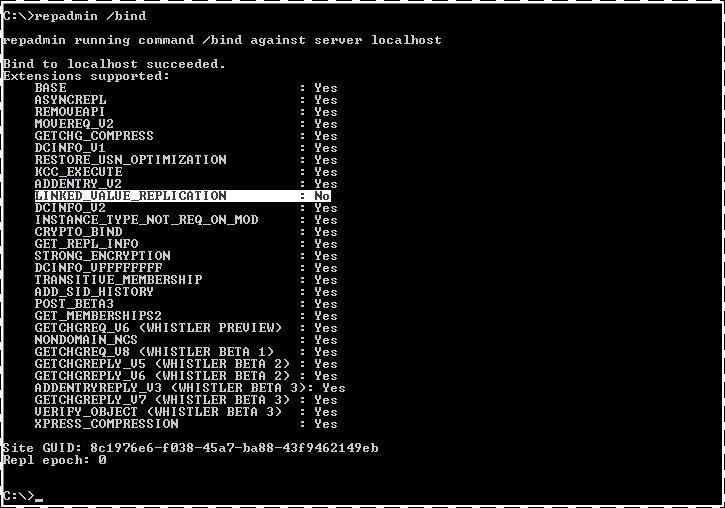 C:\>repadmin /bind
repadmin running command /bind against server localhost
Bind to localhost succeeded.
Extensions supported:
BASE : Yes
ASYNCREPL : Yes
REMOVEAPI : Yes
MOVEREQ_V2 : Yes
GETCHG_COMPRESS : Yes
DCINFO_V1 : Yes
RESTORE_USN_OPTIMIZATION : Yes
KCC_EXECUTE : Yes
ADDENTRY_V2 : Yes
LINKED_VALUE_REPLICATION : No
DCINFO_V2 : Yes
INSTANCE_TYPE_NOT_REQ_ON_MOD : Yes
CRYPTO_BIND : Yes
GET_REPL_INFO : Yes
STRONG_ENCRYPTION : Yes
DCINFO_VFFFFFFFF : Yes
TRANSITIVE_MEMBERSHIP : Yes
ADD_SID_HISTORY : Yes
POST_BETA3 : Yes
GET_MEMBERSHIPS2 : Yes
GETCHGREQ_V6 (WHISTLER PREVIEW) : Yes
NONDOMAIN_NCS : Yes
GETCHGREQ_V8 (WHISTLER BETA 1) : Yes
GETCHGREPLY_V5 (WHISTLER BETA 2) : Yes
GETCHGREPLY_V6 (WHISTLER BETA 2) : Yes
ADDENTRYREPLY_V3 (WHISTLER BETA 3): Yes
GETCHGREPLY_V7 (WHISTLER BETA 3) : Yes
VERIFY_OBJECT (WHISTLER BETA 3) : Yes
XPRESS_COMPRESSION : Yes
Site GUID: 8c1976e6-f038-45a7-ba88-43f9462149eb
Repl epoch: 0
C:\>_